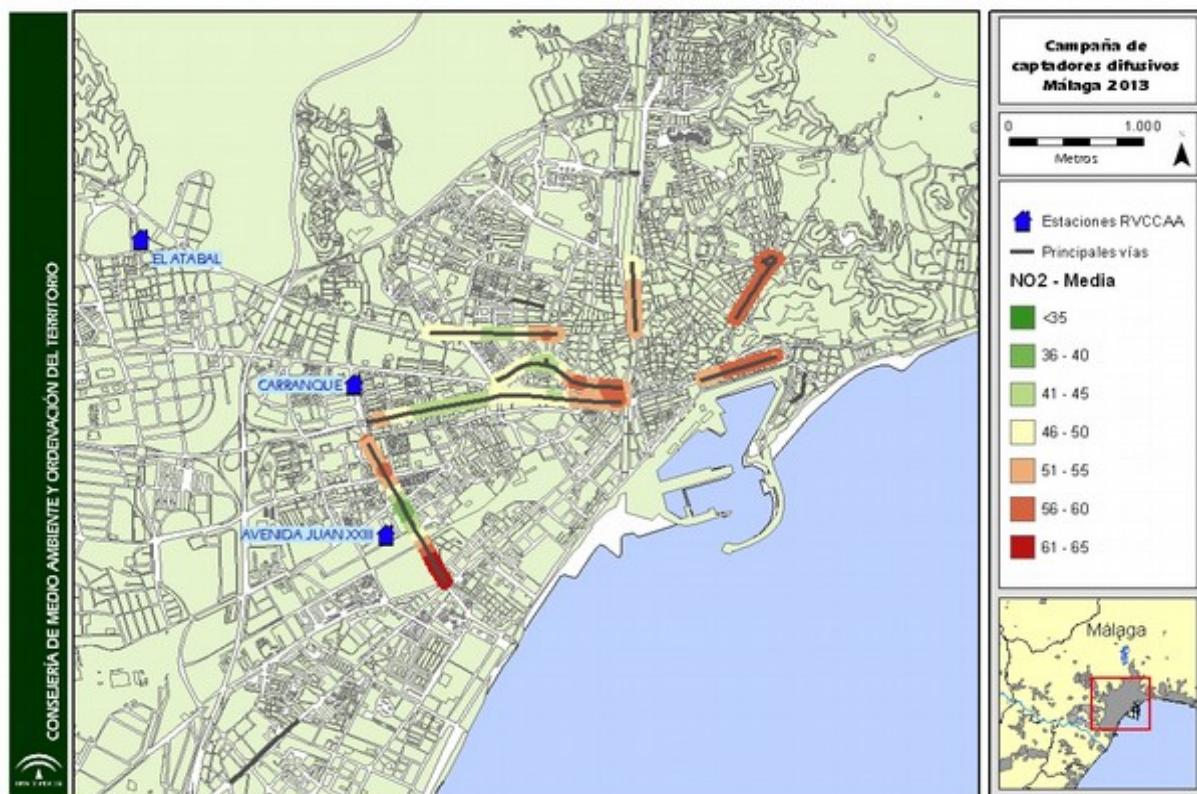 CONSEJERÍA DE MEDIO AMBIENTE Y ORDENACIÓN DEL TERRITORIO
EL ATABAL
CARRANQUE
AVENIDA JUAN XXIII
Campaña de
captadores difusivos
Málaga 2013
0 1.000
Metros
N
Estaciones RVCCAA
Principales vías
NO2 - Media
<35
36 - 40
41 - 45
46 - 50
51 - 55
56 - 60
61 - 65
Málaga